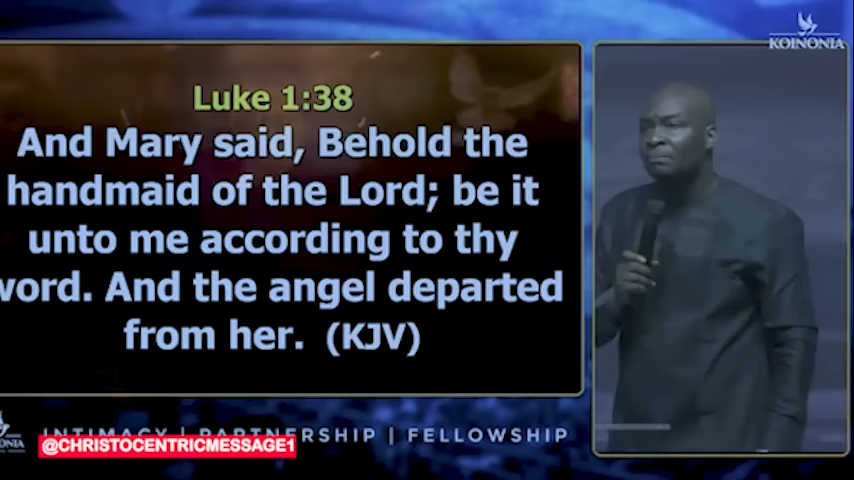 KOINONIA
Luke 1:38
And Mary said, Behold the
handmaid of the Lord; be it
unto me according to thy
word. And the angel departed
from her. (KJV)
INTIMACY | PARTNERSHIP | FELLOWSHIP
@CHRISTOCENTRICMESSAGE1